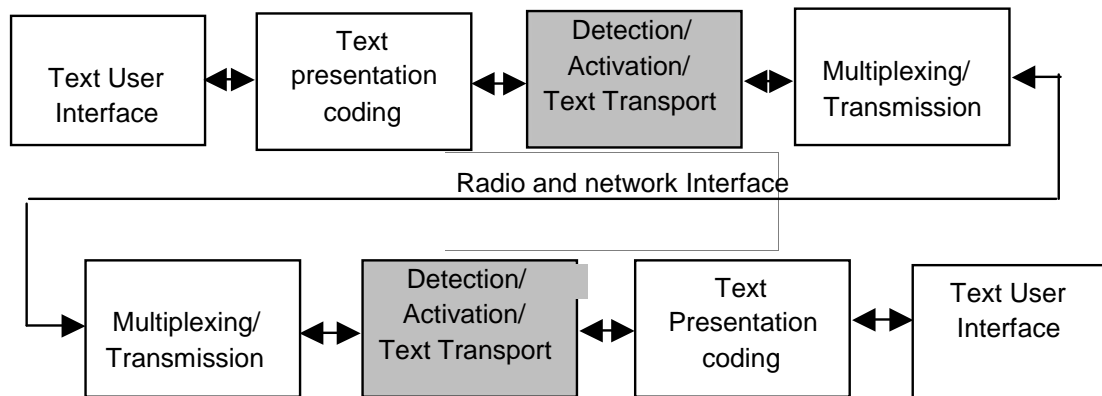 Text User
Interface
Text
presentation
coding
Detection/
Activation/
Text Transport
Multiplexing/
Transmission
Radio and network Interface
Multiplexing/
Transmission
Detection/
Activation/
Text Transport
Text
Presentation
coding
Text User
Interface